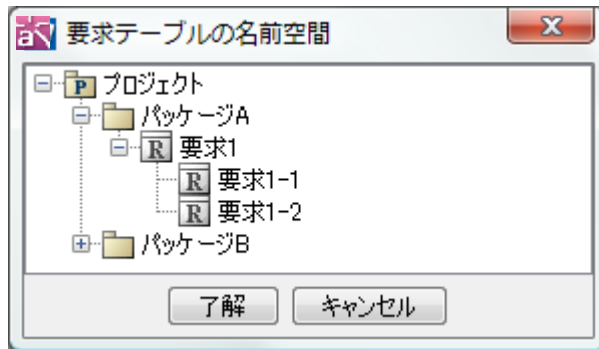 要求テーブルの名前空間
プロジェクト
パッケージA
要求1
要求1-1
要求1-2
パッケージB
了解 キャンセル